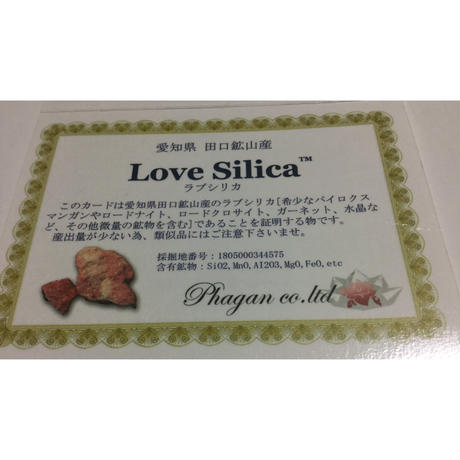 愛知県 田口鉱山産
Love Silica™
ラブシリカ
このカードは愛知県田口鉱山産のラブシリカ[希少なパイロクス
マンガンやロードナイト、ロードクロサイト、ガーネット、水晶な
ど、その他微量の鉱物を含む]であることを証明する物です。
産出量が少ない為、類似品にはご注意下さいませ。
採掘地番号:1805000344575
含有鉱物:SiO2,MnO,AI2O3,MgO,FeO,etc
Phagan co.ltd